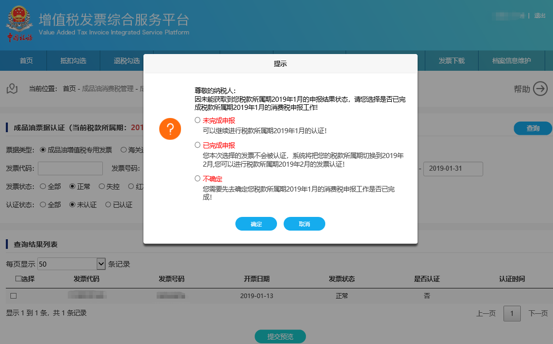 增值税发票综合服务平台
Value Added Tax Invoice Integrated Service Platform
退出
首页 抵扣勾选 退税勾选 发票下载 档案信息维护
当前位置： 首页 - 成品油消费税管理 -
帮助
成品油票据认证（当前税款所属期：201
查询
票据类型： 成品油增值税专用发票 海关
发票代码： 发票号码： 2019-01-31
发票状态： 全部 正常 失控 红
认证状态： 全部 未认证 已认证
提示
尊敬的纳税人：
因未能获取到您税款所属期2019年1月的申报结果状态，请您选择是否已完
成税款所属期2019年1月的消费税申报工作！
未完成申报
可以继续进行税款所属期2019年1月的认证！
已完成申报
您本次选择的发票不会被认证，系统将把您的税款所属期切换到2019年
2月，您可以进行税款所属期2019年2月的发票认证！
不确定
您需要先去确定您税款所属期2019年1月的消费税申报工作是否已完
成！
确定 取消
查询结果列表
每页显示 50 条记录
选择 发票代码 发票号码 开票日期 发票状态 是否认证 认证时间
2019-01-13 正常 否
显示 1 到 1 条，共 1 条记录
上一页 1 下一页
提交预览